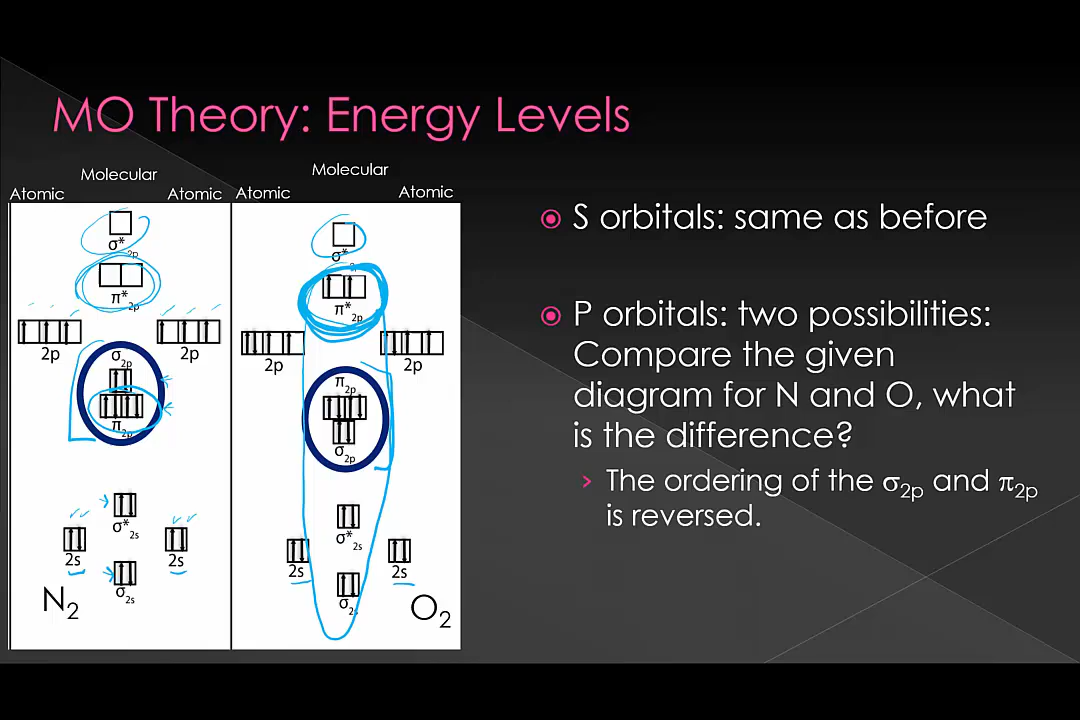 MO Theory: Energy Levels
Molecular
Atomic
Atomic
σ*2p
π*2p
2p
2p
σ2p
π2p
σ*2s
2s
2s
σ2s
N2
Molecular
Atomic
Atomic
σ*2p
π*2p
2p
2p
π2p
σ2p
σ*2s
2s
2s
σ2s
O2
S orbitals: same as before
P orbitals: two possibilities:
Compare the given
diagram for N and O, what
is the difference?
The ordering of the σ2p and π2p
is reversed.